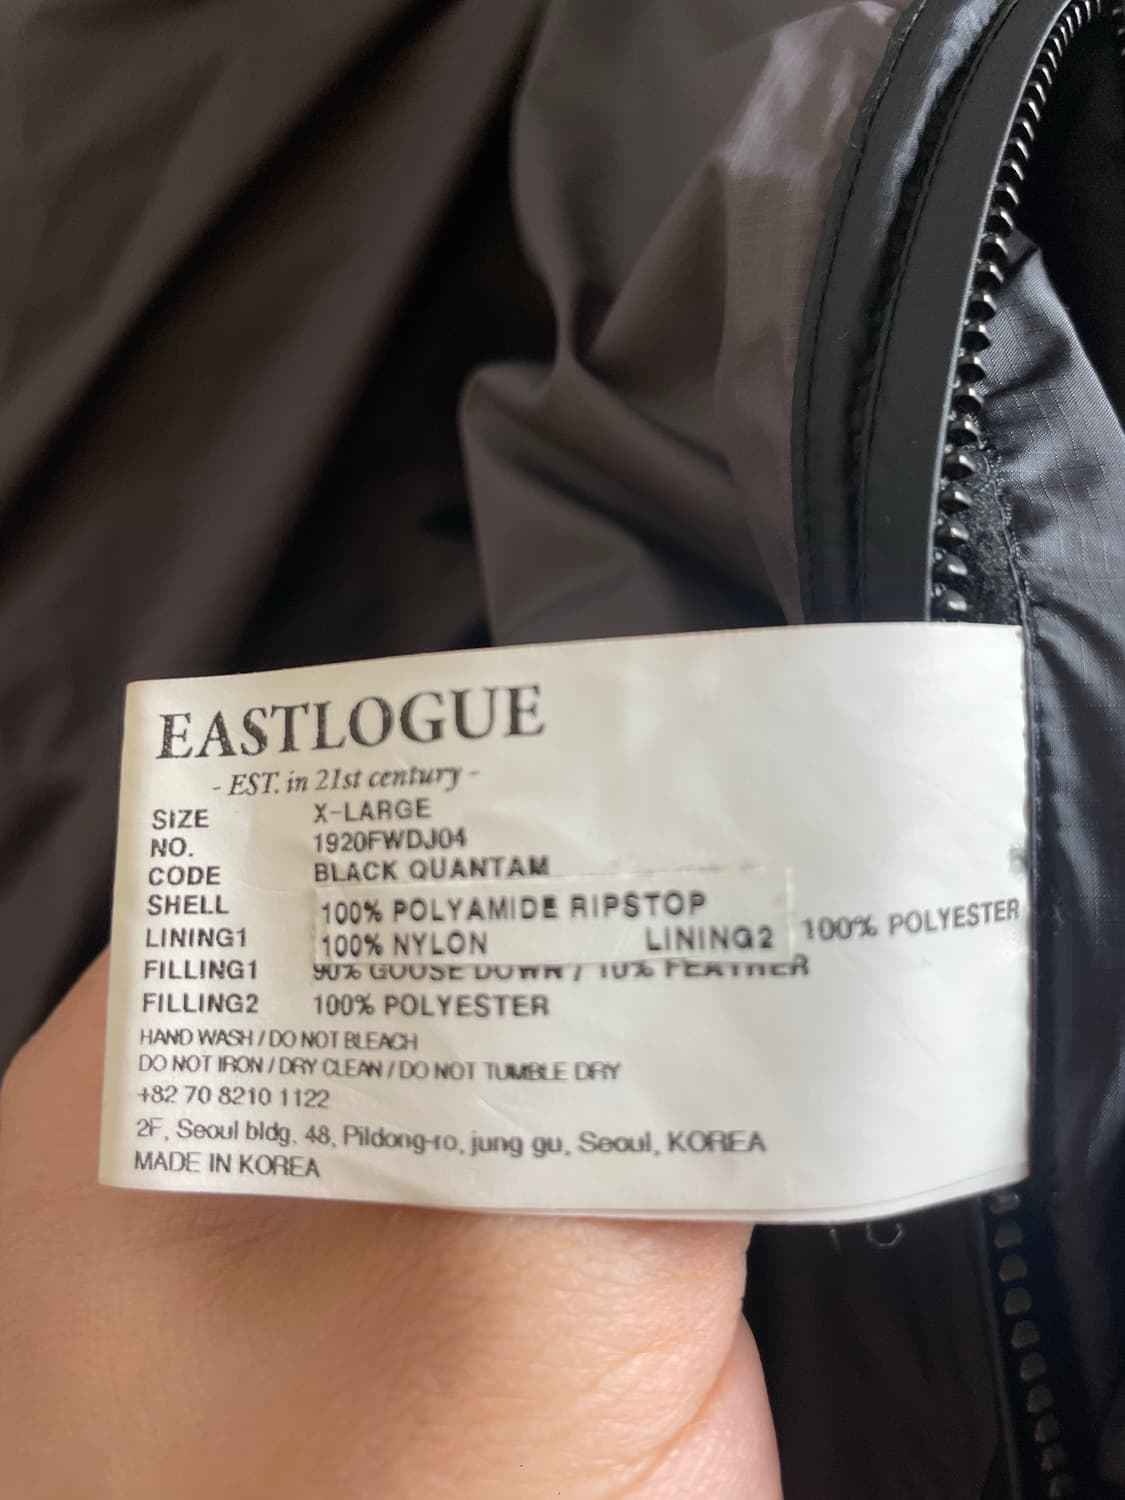 EASTLOGUE
- EST. in 21st century -
SIZE X-LARGE
NO. 1920FWDJ04
CODE BLACK QUANTAM
SHELL 100% POLYAMIDE RIPSTOP
LINING1 100% NYLON LINING2 100% POLYESTER
FILLING1 90% GOOSE DOWN / 10% FEATHER
FILLING2 100% POLYESTER
HAND WASH / DO NOT BLEACH
DO NOT IRON / DRY CLEAN / DO NOT TUMBLE DRY
+82 70 8210 1122
2F, Seoul bldg, 48, Pildong-ro, jung gu, Seoul, KOREA
MADE IN KOREA